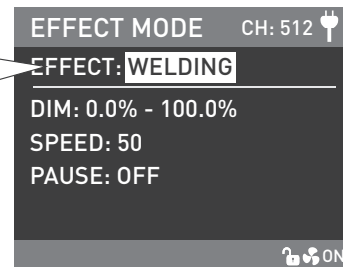 EFFECT MODE CH: 512
EFFECT: WELDING
DIM: 0.0% - 100.0%
SPEED: 50
PAUSE: OFF
ON